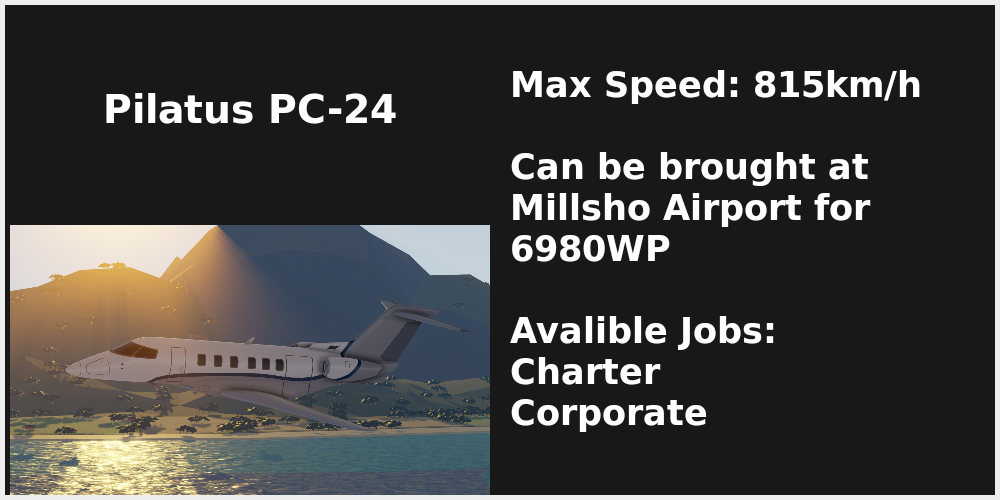 Pilatus PC-24
Max Speed: 815km/h
Can be brought at
Millsho Airport for
6980WP
Avalible Jobs:
Charter
Corporate